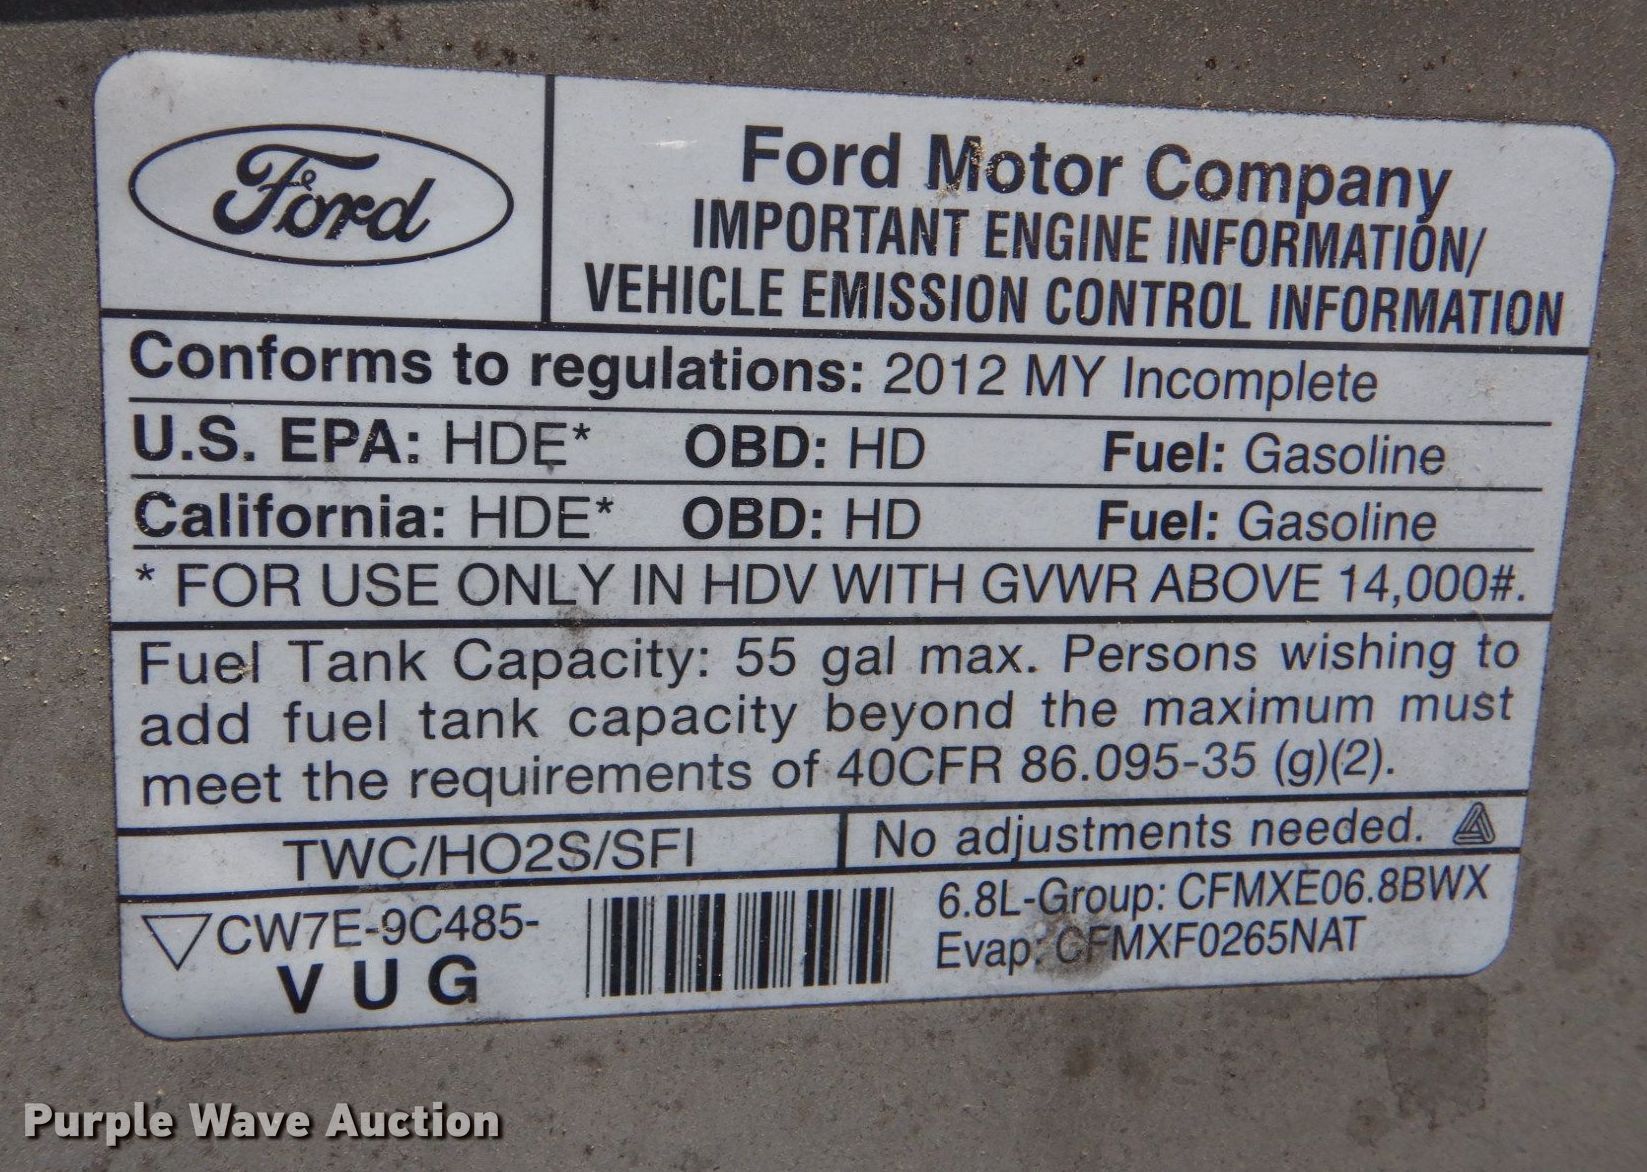 Ford
Ford Motor Company
IMPORTANT ENGINE INFORMATION/
VEHICLE EMISSION CONTROL INFORMATION
Conforms to regulations: 2012 MY Incomplete
U.S. EPA: HDE* OBD: HD Fuel: Gasoline
California: HDE* OBD: HD Fuel: Gasoline
* FOR USE ONLY IN HDV WITH GVWR ABOVE 14,000#.
Fuel Tank Capacity: 55 gal max. Persons wishing to
add fuel tank capacity beyond the maximum must
meet the requirements of 40CFR 86.095-35 (g)(2).
TWC/HO2S/SFI
No adjustments needed.
CW7E-9C485-
VUG
6.8L-Group: CFMXE06.8BWX
Evap: CFMXF0265NAT
Purple Wave Auction